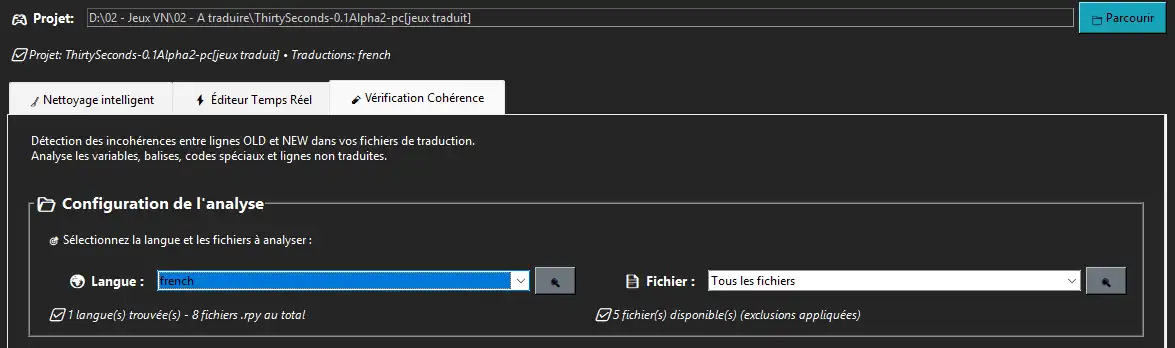 Projet: D:\02 - Jeux VN\02 - A traduire\ThirtySeconds-0.1Alpha2-pc[jeux traduit] Parcourir
Projet: ThirtySeconds-0.1Alpha2-pc[jeux traduit] • Traductions: french
Nettoyage intelligent Éditeur Temps Réel Vérification Cohérence
Détection des incohérences entre lignes OLD et NEW dans vos fichiers de traduction.
Analyse les variables, balises, codes spéciaux et lignes non traduites.
Configuration de l'analyse
Sélectionnez la langue et les fichiers à analyser :
Langue : french Fichier : Tous les fichiers
1 langue(s) trouvée(s) - 8 fichiers .rpy au total 5 fichier(s) disponible(s) (exclusions appliquées)